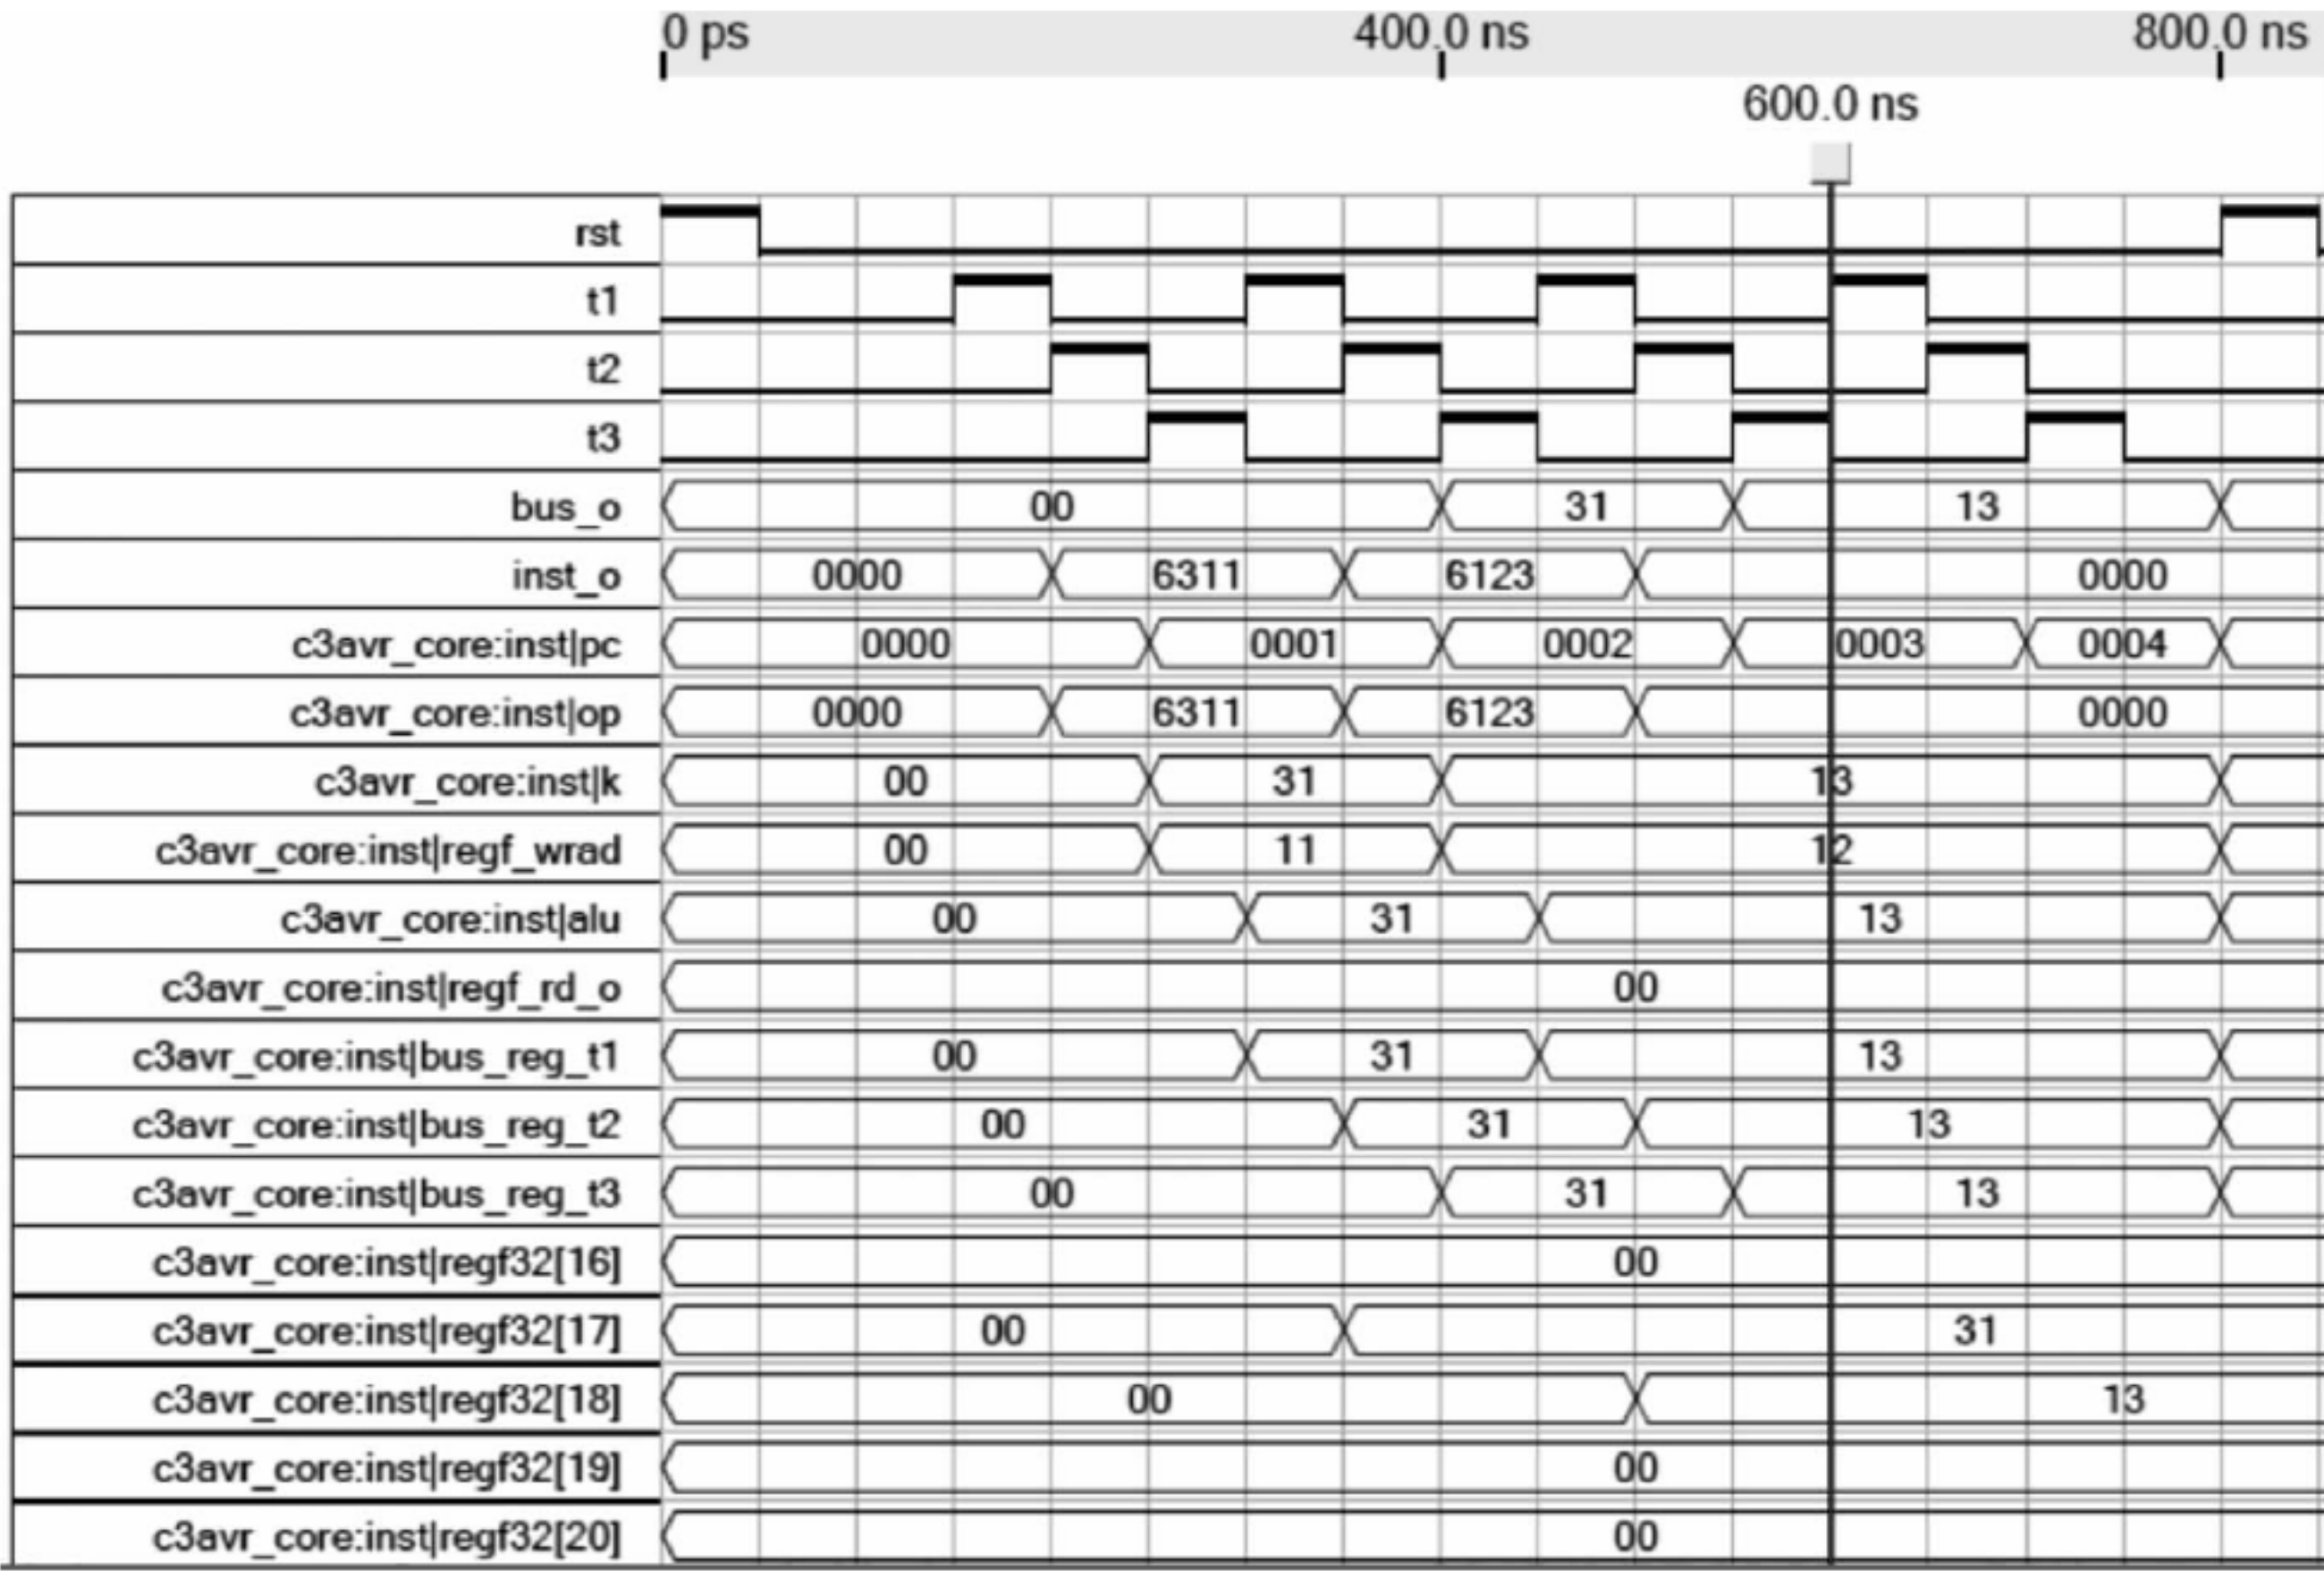 0 ps 400.0 ns 800.0 ns
600.0 ns
rst
t1
t2
t3
bus_o 00 31 13
inst_o 0000 6311 6123 0000
c3avr_core:inst|pc 0000 0001 0002 0003 0004
c3avr_core:inst|op 0000 6311 6123 0000
c3avr_core:inst|k 00 31 13
c3avr_core:inst|regf_wrad 00 11 12
c3avr_core:inst|alu 00 31 13
c3avr_core:inst|regf_rd_o 00
c3avr_core:inst|bus_reg_t1 00 31 13
c3avr_core:inst|bus_reg_t2 00 31 13
c3avr_core:inst|bus_reg_t3 00 31 13
c3avr_core:inst|regf32[16] 00
c3avr_core:inst|regf32[17] 00 31
c3avr_core:inst|regf32[18] 00 13
c3avr_core:inst|regf32[19] 00
c3avr_core:inst|regf32[20] 00